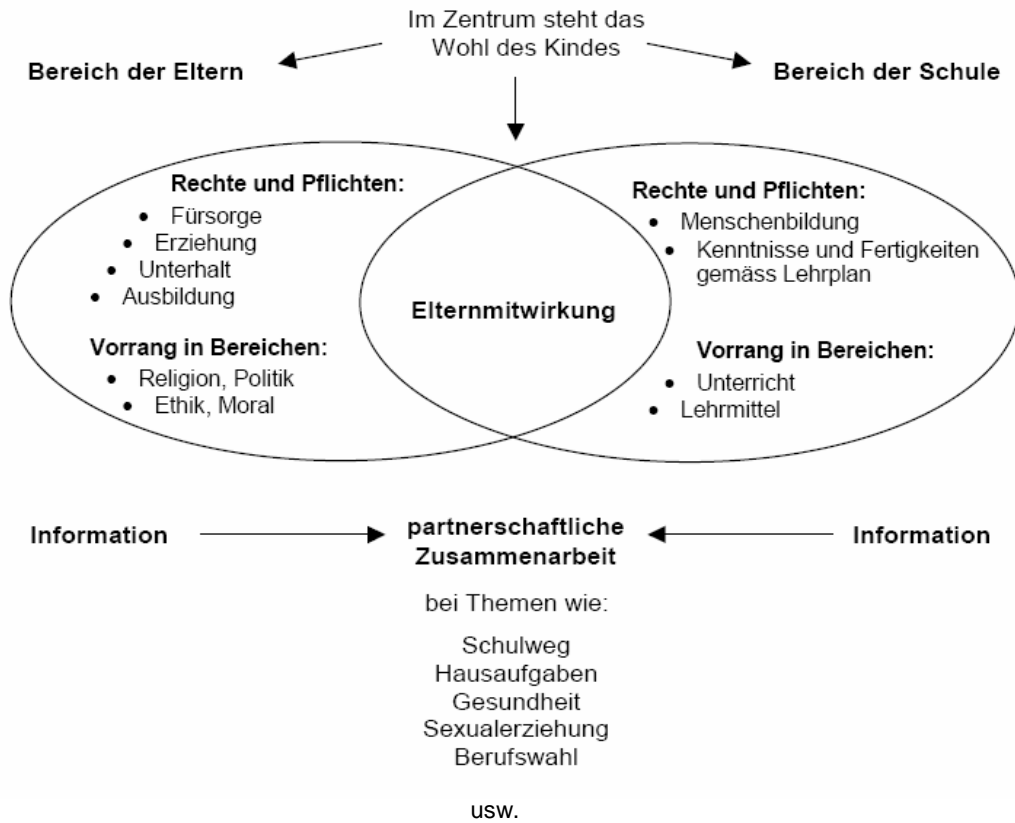 Im Zentrum steht das
Wohl des Kindes
Bereich der Eltern
Bereich der Schule
Rechte und Pflichten:
• Fürsorge
• Erziehung
• Unterhalt
• Ausbildung
Vorrang in Bereichen:
• Religion, Politik
• Ethik, Moral
Elternmitwirkung
Rechte und Pflichten:
• Menschenbildung
• Kenntnisse und Fertigkeiten
gemäss Lehrplan
Vorrang in Bereichen:
• Unterricht
• Lehrmittel
Information
partnerschaftliche
Zusammenarbeit
Information
bei Themen wie:
Schulweg
Hausaufgaben
Gesundheit
Sexualerziehung
Berufswahl
usw.